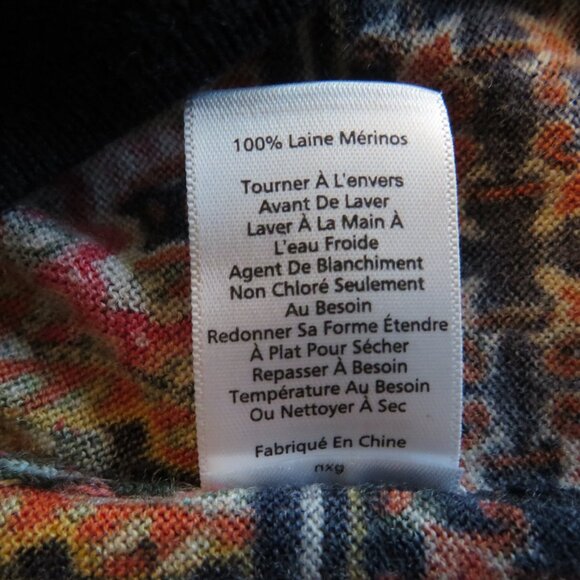 100% Laine Mérinos
Tourner À L'envers
Avant De Laver
Laver À La Main À
L'eau Froide
Agent De Blanchiment
Non Chloré Seulement
Au Besoin
Redonner Sa Forme Étendre
À Plat Pour Sécher
Repasser À Besoin
Température Au Besoin
Ou Nettoyer À Sec
Fabriqué En Chine
nxg